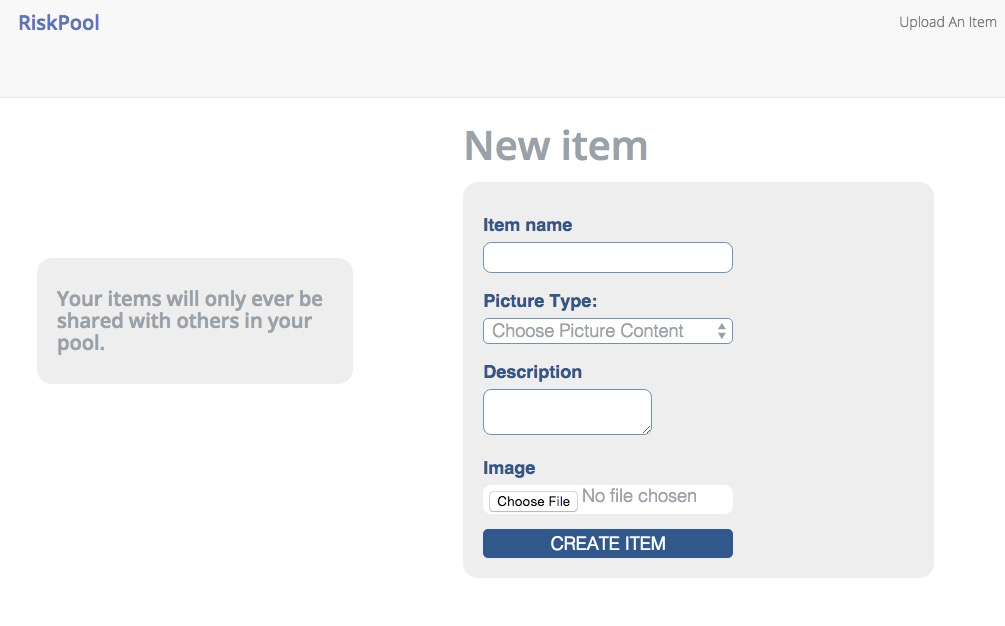 RiskPool
Upload An Item
New item
Your items will only ever be
shared with others in your
pool.
Item name
Picture Type:
Choose Picture Content
Description
Image
Choose File No file chosen
CREATE ITEM